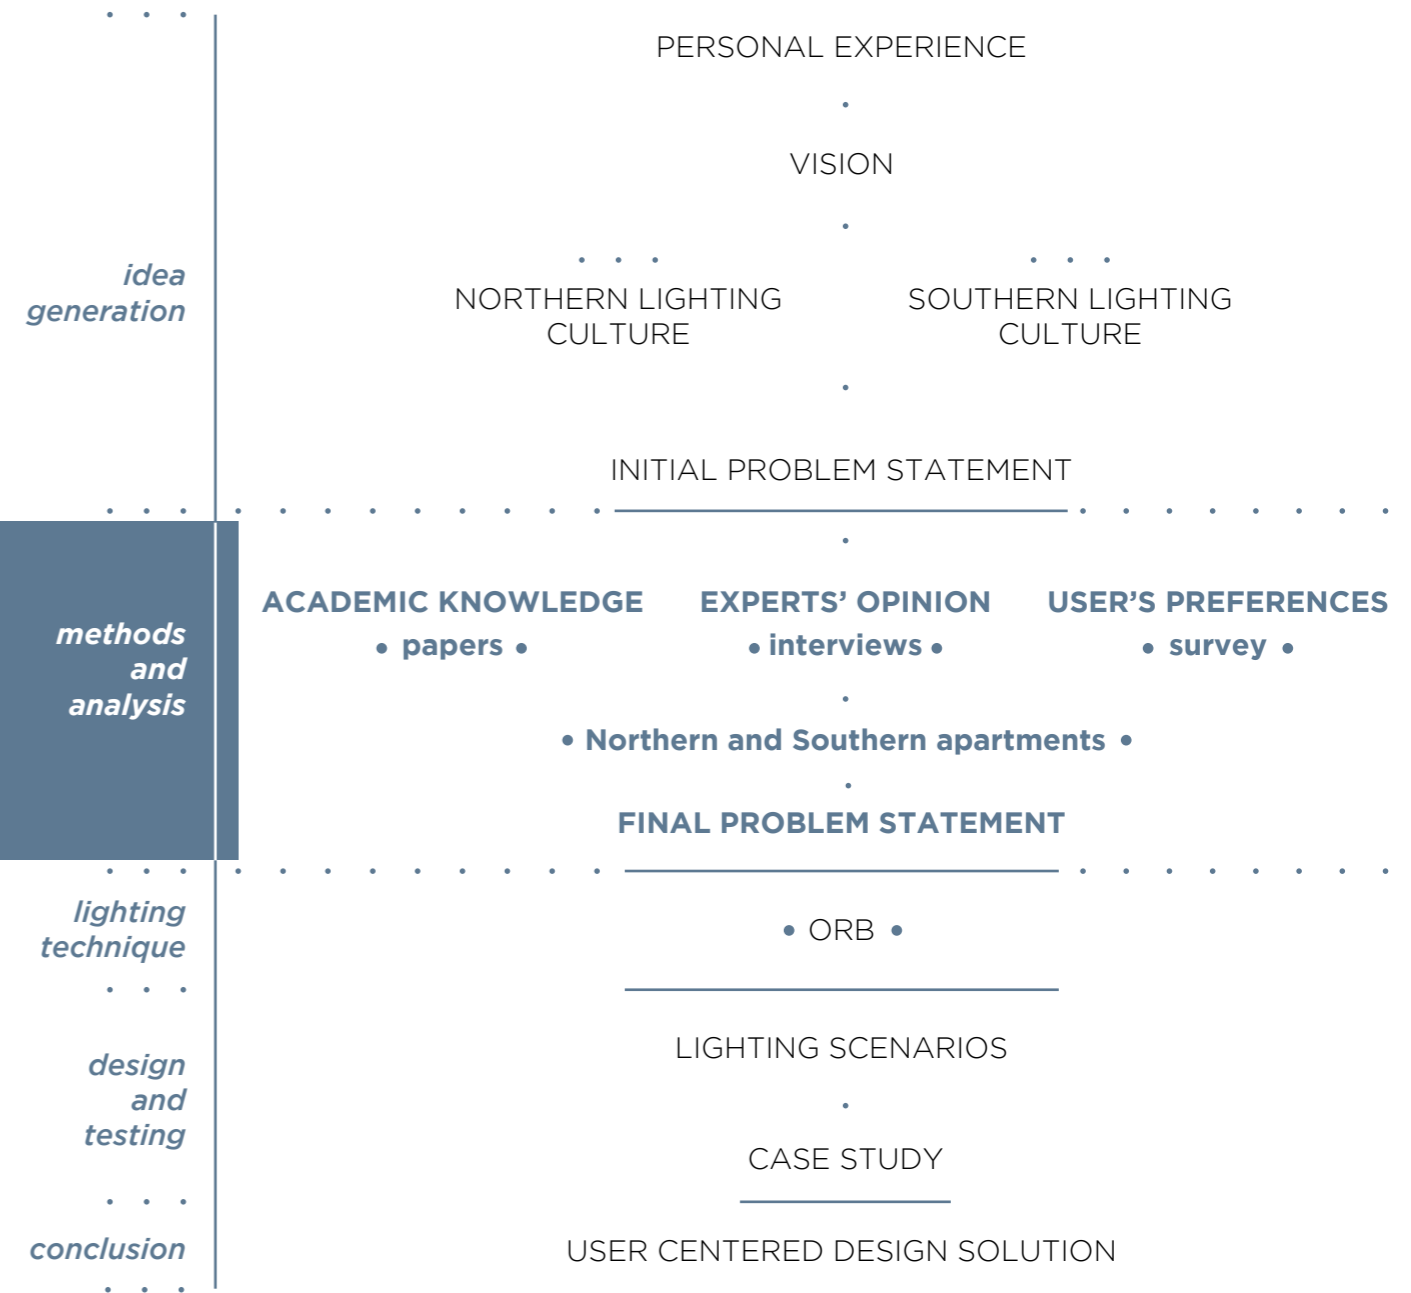 PERSONAL EXPERIENCE
VISION
idea
generation
NORTHERN LIGHTING
CULTURE
SOUTHERN LIGHTING
CULTURE
INITIAL PROBLEM STATEMENT
methods
and
analysis
ACADEMIC KNOWLEDGE
• papers •
EXPERTS’ OPINION
• interviews •
USER’S PREFERENCES
• survey •
• Northern and Southern apartments •
FINAL PROBLEM STATEMENT
lighting
technique
• ORB •
design
and
testing
LIGHTING SCENARIOS
CASE STUDY
conclusion
USER CENTERED DESIGN SOLUTION